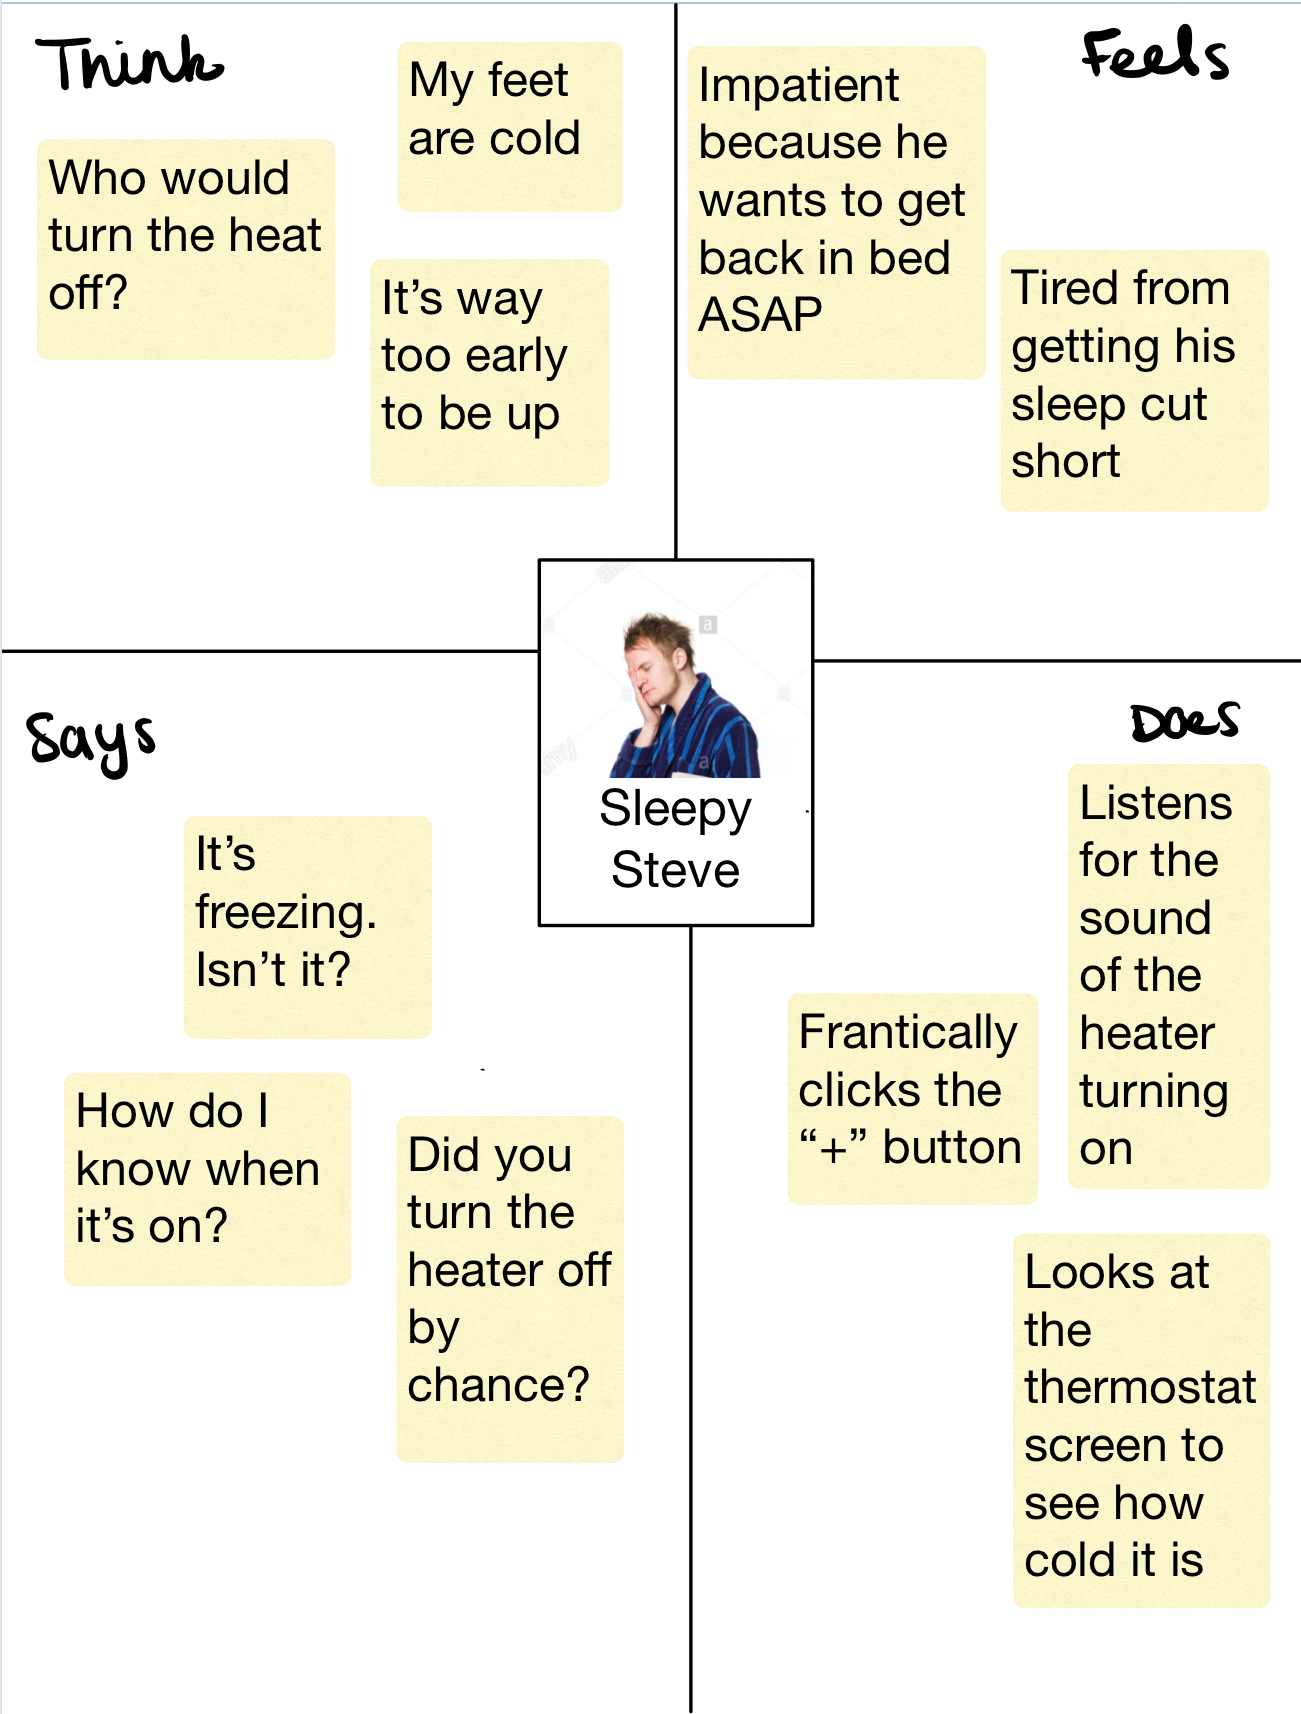 Think
My feet
are cold
Who would
turn the heat
off?
It's way
too early
to be up
Feels
Impatient
because he
wants to get
back in bed
ASAP
Tired from
getting his
sleep cut
short
a
a
a
a
a
Sleepy
Steve
Says
It's
freezing.
Isn't it?
How do I
know when
it's on?
Did you
turn the
heater off
by
chance?
Does
Listens
for the
sound
of the
heater
turning
on
Frantically
clicks the
“+” button
Looks at
the
thermostat
screen to
see how
cold it is